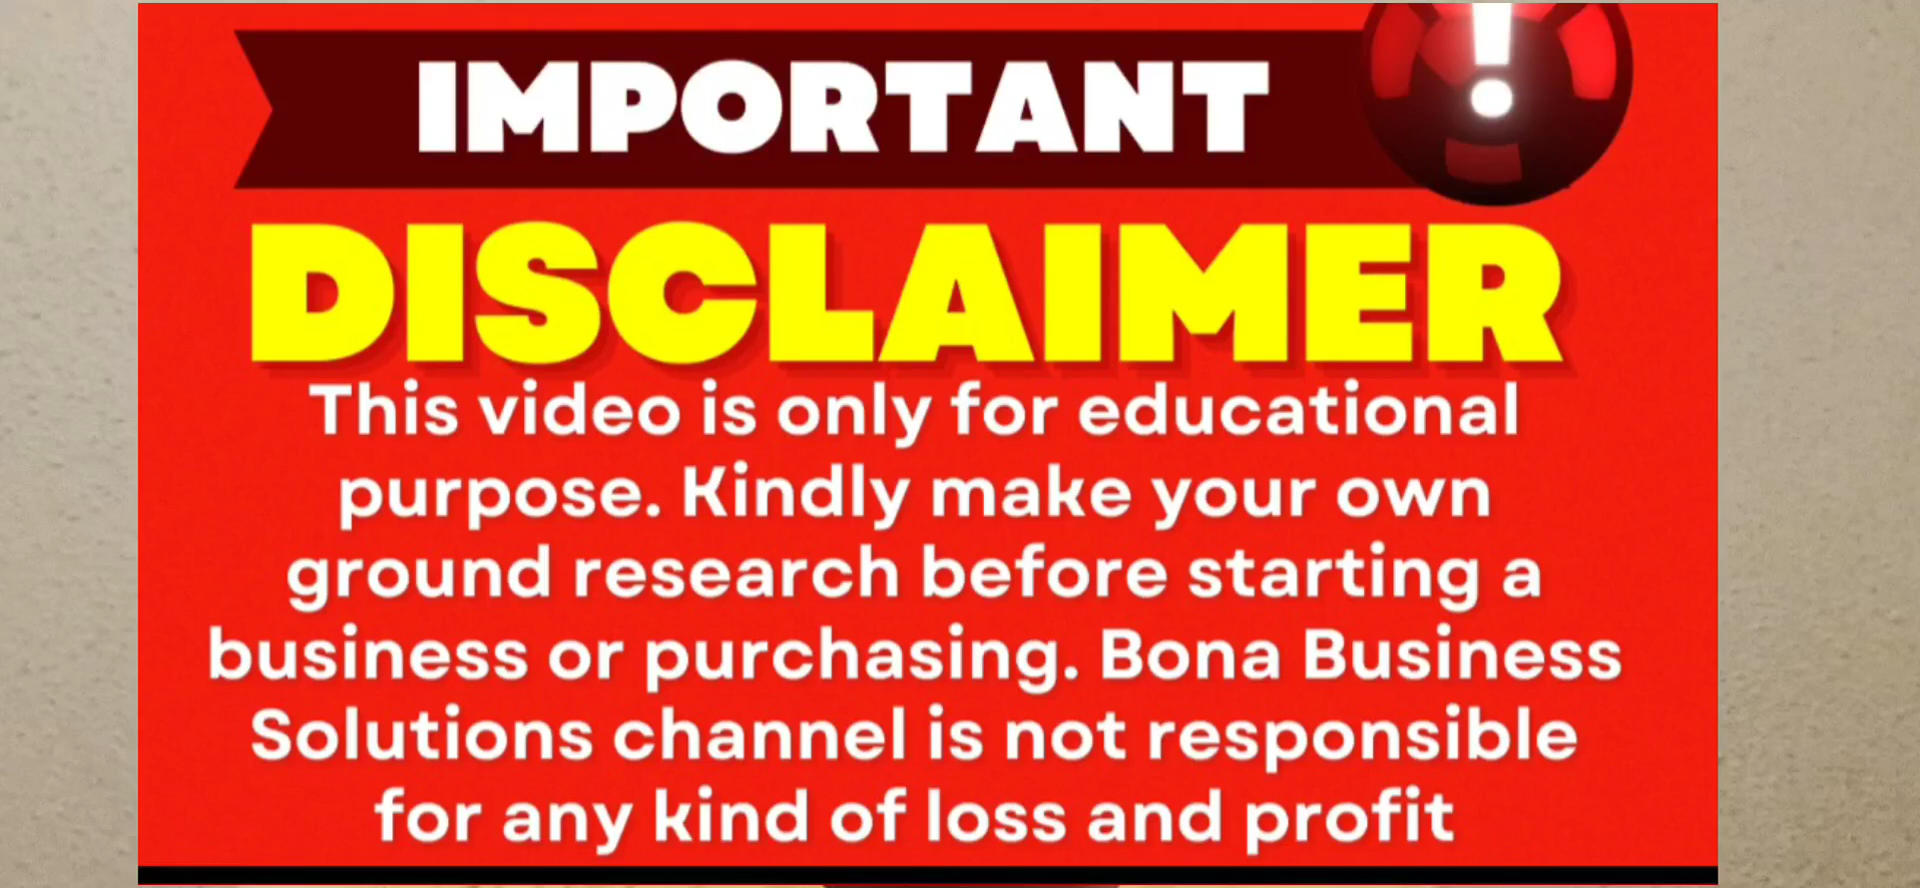 IMPORTANT
DISCLAIMER
This video is only for educational
purpose. Kindly make your own
ground research before starting a
business or purchasing. Bona Business
Solutions channel is not responsible
for any kind of loss and profit